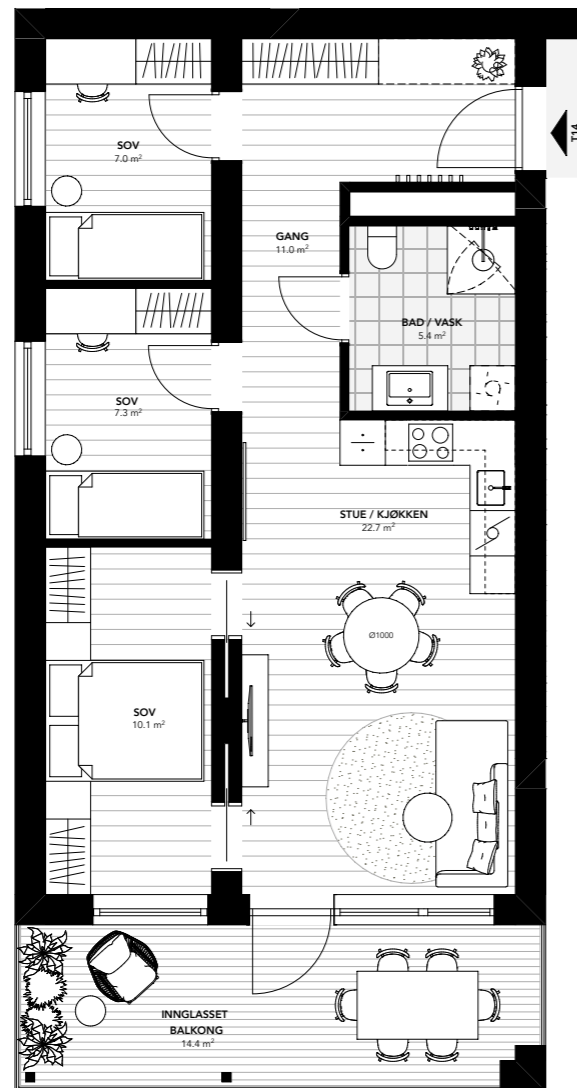 SOV
7.0 m²
T1A
GANG
11.0 m²
BAD / VASK
5.4 m²
SOV
7.3 m²
STUE / KJØKKEN
22.7 m²
Ø1000
SOV
10.1 m²
INNGLASSET
BALKONG
14.4 m²